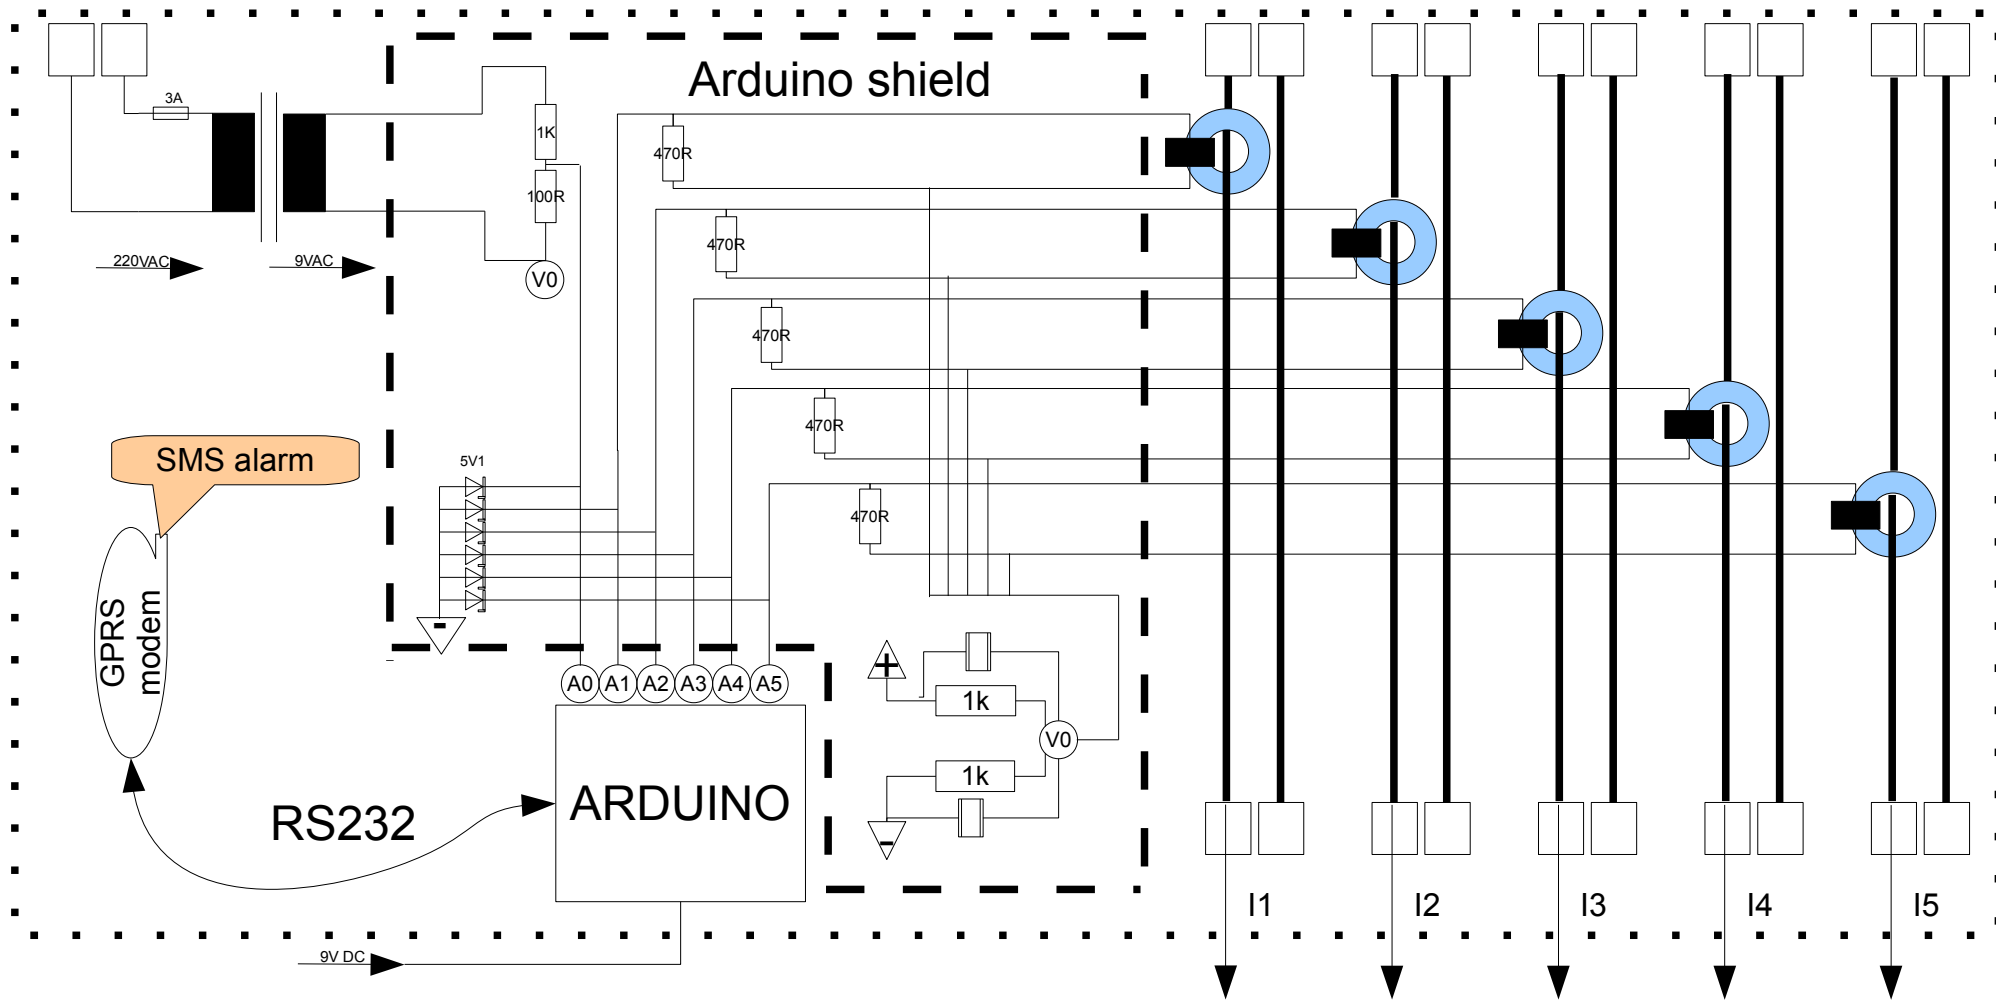 Arduino shield
3A
1K
470R
100R
470R
220VAC
9VAC
V0
470R
470R
SMS alarm
5V1
470R
GPRS
modem
+
-
A0 A1 A2 A3 A4 A5
1k
V0
1k
ARDUINO
RS232
-
I1 I2 I3 I4 I5
9V DC